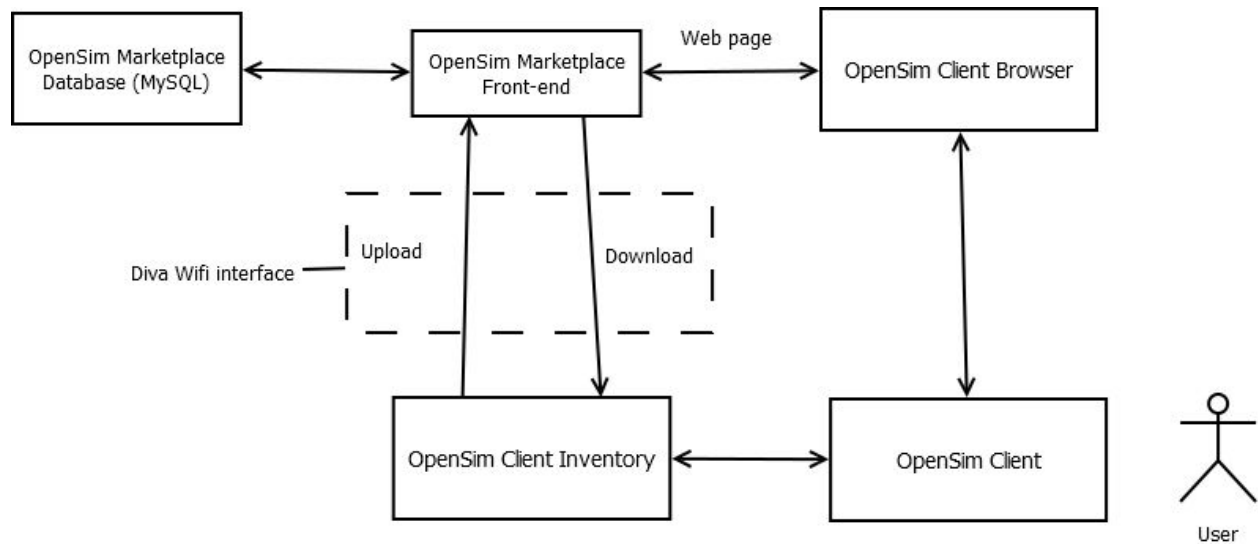 OpenSim Marketplace
Database (MySQL)
OpenSim Marketplace
Front-end
Web page
OpenSim Client Browser
Upload
Download
Diva Wifi interface
OpenSim Client Inventory
OpenSim Client
User